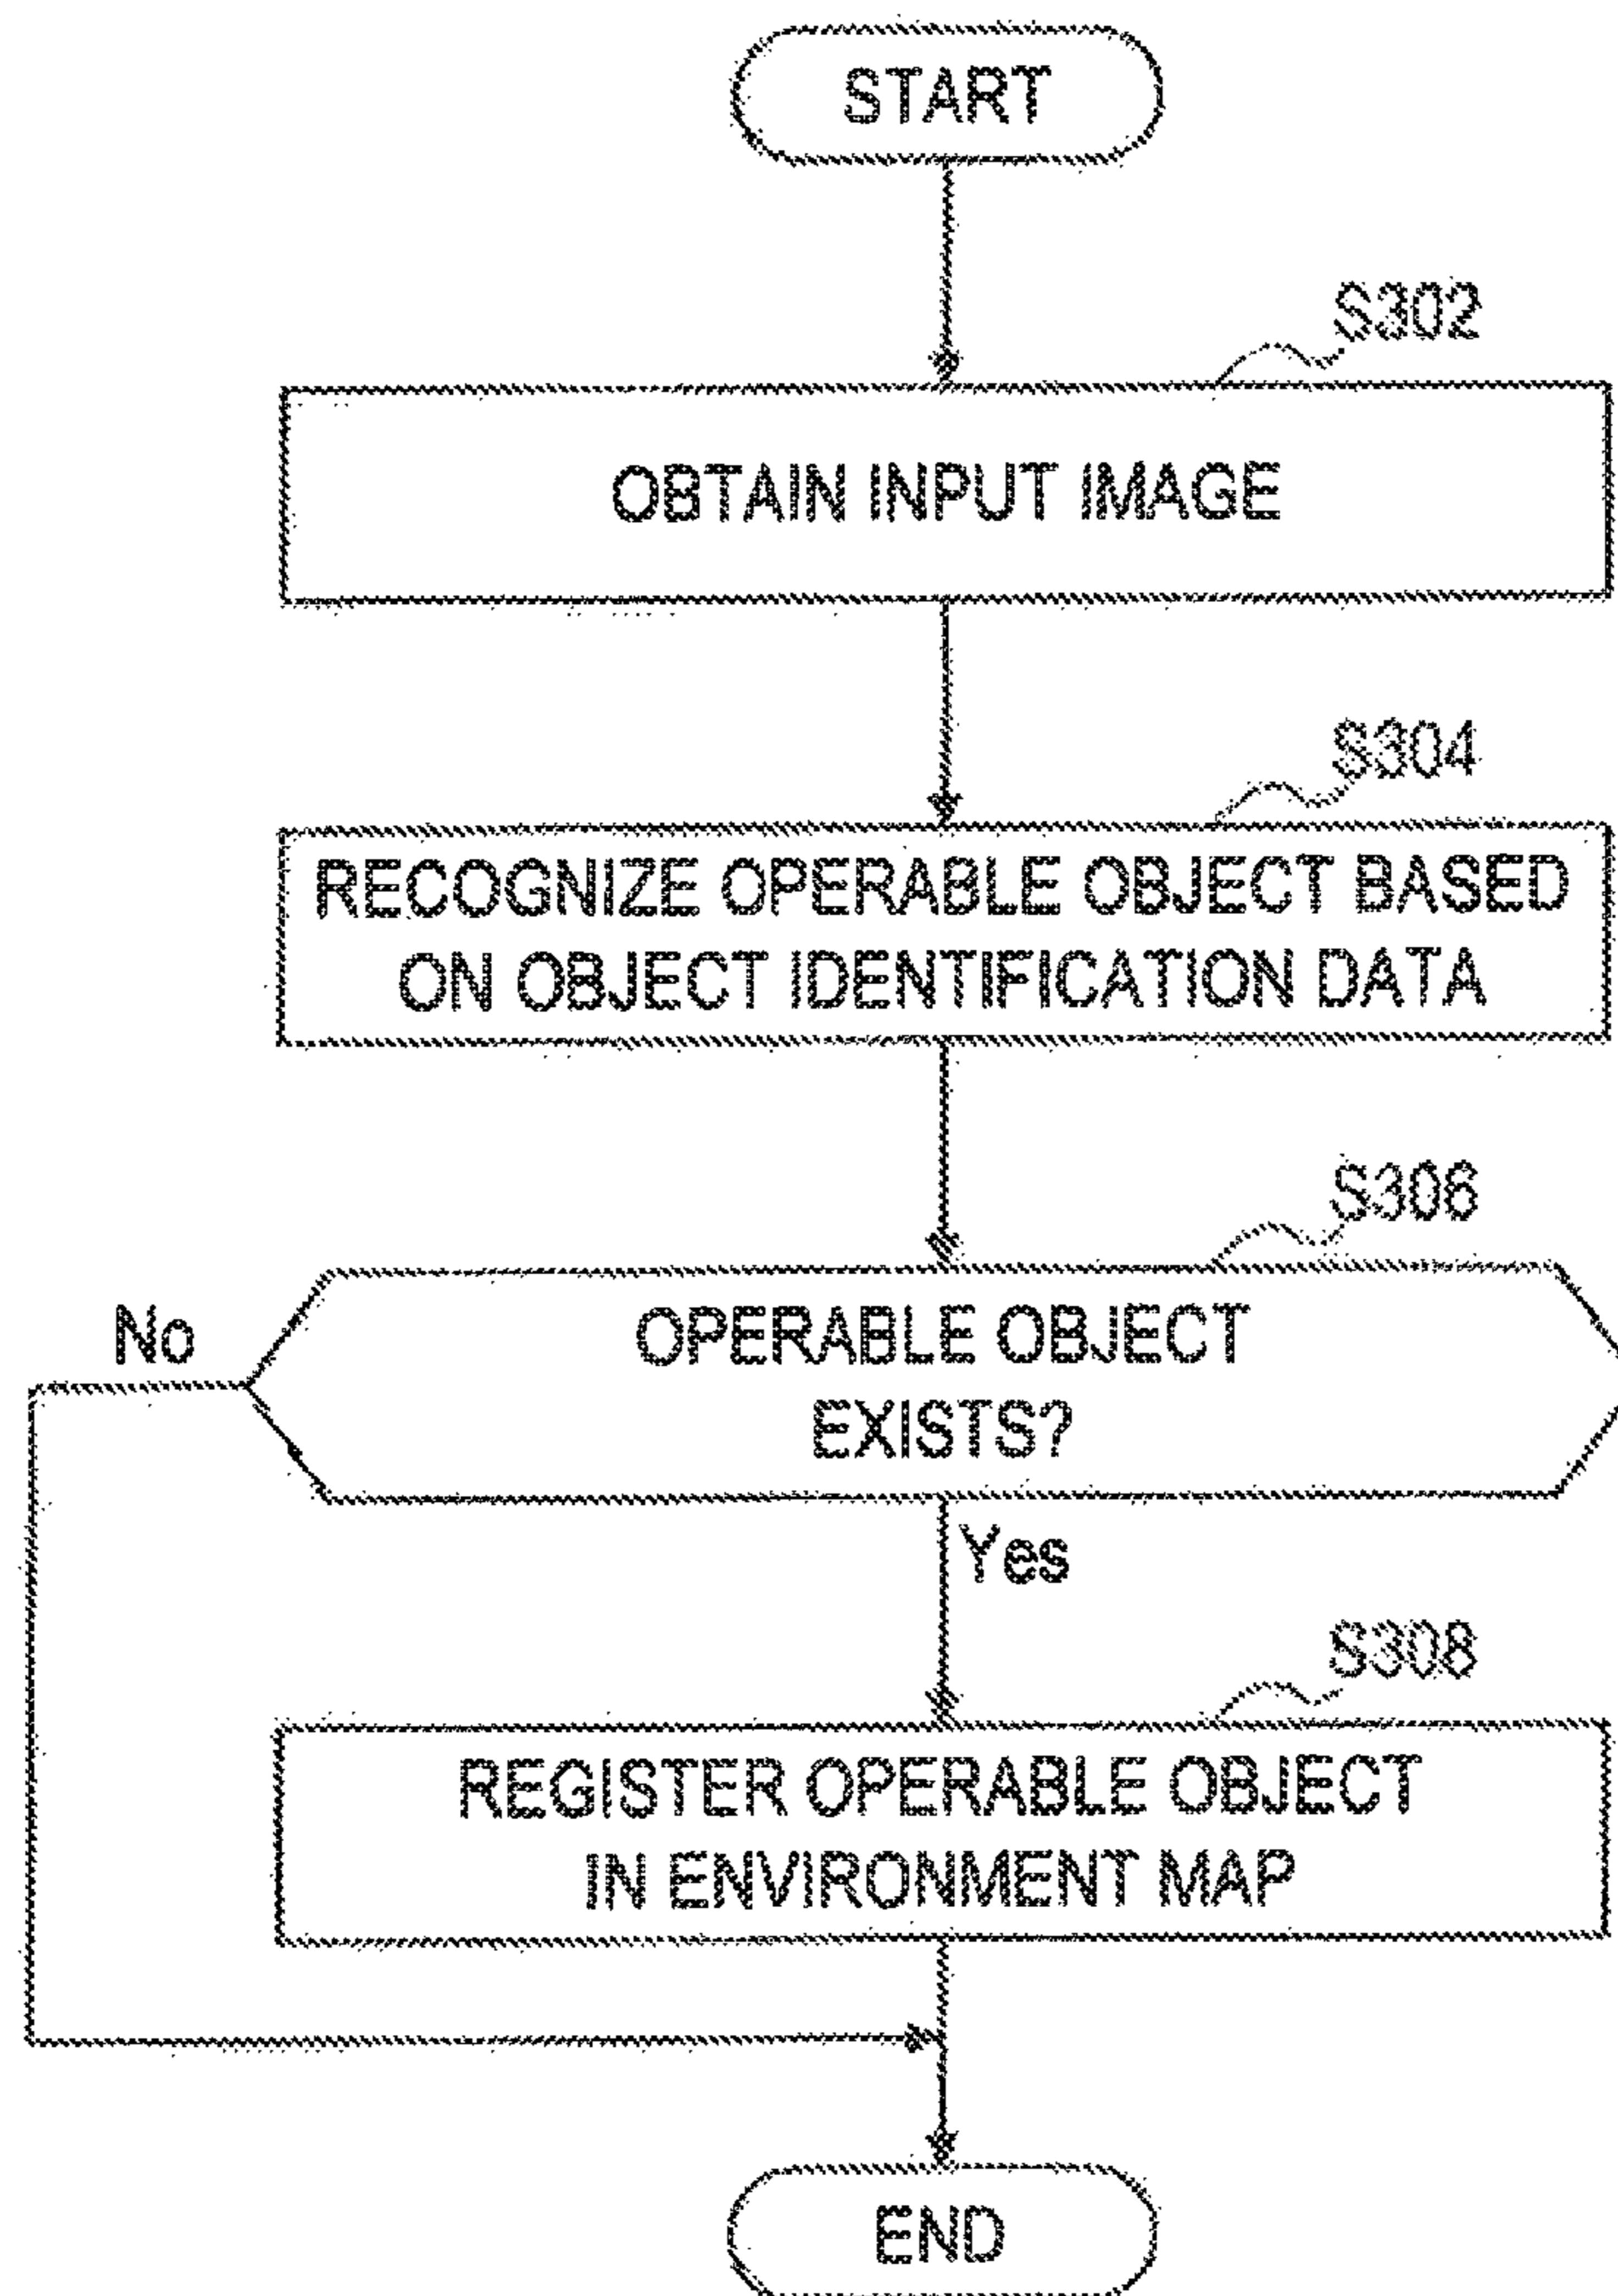 START
S302
OBTAIN INPUT IMAGE
S304
RECOGNIZE OPERABLE OBJECT BASED
ON OBJECT IDENTIFICATION DATA
S306
No
OPERABLE OBJECT
EXISTS?
Yes
S308
REGISTER OPERABLE OBJECT
IN ENVIRONMENT MAP
END